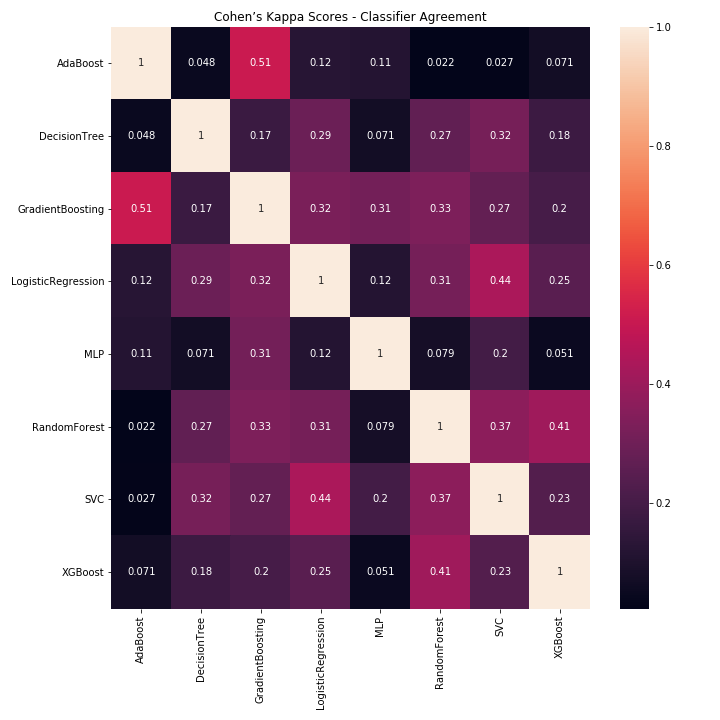 Cohen’s Kappa Scores - Classifier Agreement
AdaBoost 1 0.048 0.51 0.12 0.11 0.022 0.027 0.071
DecisionTree 0.048 1 0.17 0.29 0.071 0.27 0.32 0.18
GradientBoosting 0.51 0.17 1 0.32 0.31 0.33 0.27 0.2
LogisticRegression 0.12 0.29 0.32 1 0.12 0.31 0.44 0.25
MLP 0.11 0.071 0.31 0.12 1 0.079 0.2 0.051
RandomForest 0.022 0.27 0.33 0.31 0.079 1 0.37 0.41
SVC 0.027 0.32 0.27 0.44 0.2 0.37 1 0.23
XGBoost 0.071 0.18 0.2 0.25 0.051 0.41 0.23 1
AdaBoost DecisionTree GradientBoosting LogisticRegression MLP RandomForest SVC XGBoost
1.0
0.8
0.6
0.4
0.2